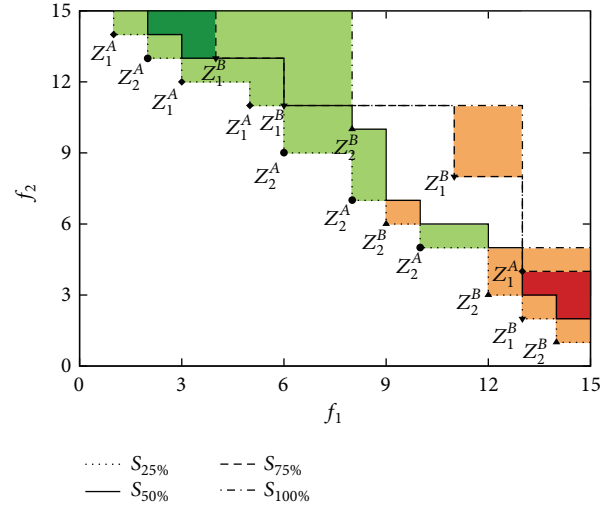 15
12
9
6
3
0
f₂
Z₁ᴬ
Z₂ᴬ
Z₁ᴮ
Z₁ᴬ
Z₁ᴬ
Z₁ᴮ
Z₂ᴮ
Z₂ᴬ
Z₁ᴮ
Z₂ᴬ
Z₂ᴮ
Z₂ᴬ
Z₁ᴬ
Z₂ᴮ
Z₁ᴮ
Z₂ᴮ
0 3 6 9 12 15
f₁
S₂₅% S₇₅%
S₅₀% S₁₀₀%